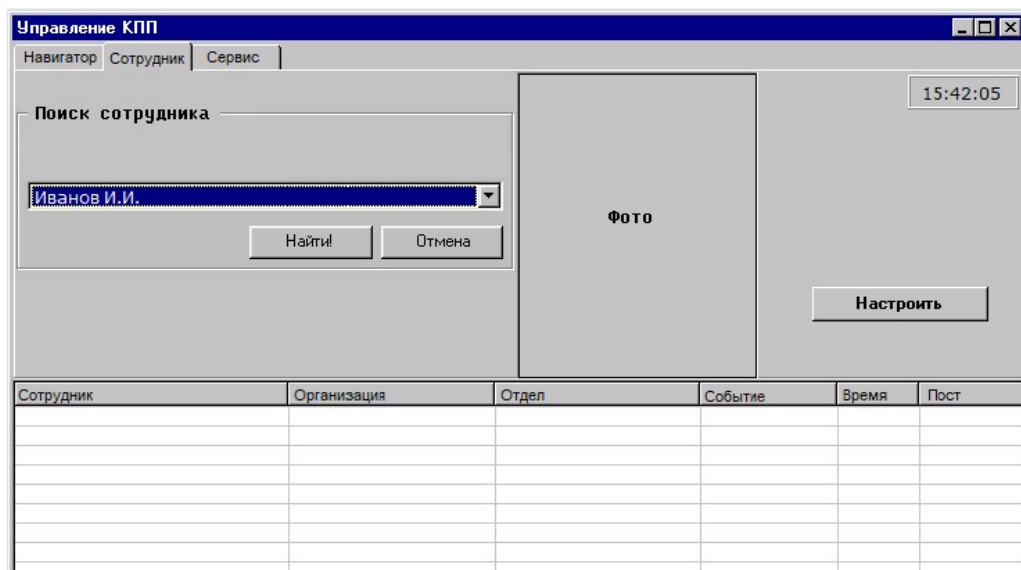 Управление КПП
Навигатор Сотрудник Сервис
15:42:05
Поиск сотрудника
Иванов И.И.
Найти! Отмена
Фото
Настроить
Сотрудник Организация Отдел Событие Время Пост